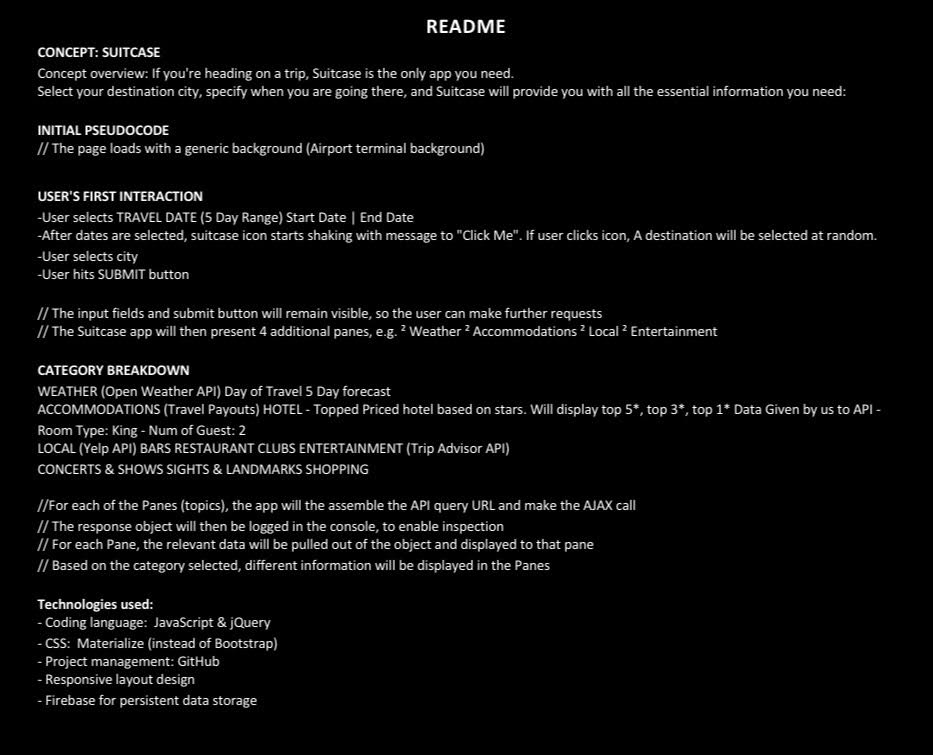 README
CONCEPT: SUITCASE
Concept overview: If you're heading on a trip, Suitcase is the only app you need.
Select your destination city, specify when you are going there, and Suitcase will provide you with all the essential information you need:
INITIAL PSEUDOCODE
// The page loads with a generic background (Airport terminal background)
USER'S FIRST INTERACTION
-User selects TRAVEL DATE (5 Day Range) Start Date | End Date
-After dates are selected, suitcase icon starts shaking with message to "Click Me". If user clicks icon, A destination will be selected at random.
-User selects city
-User hits SUBMIT button
// The input fields and submit button will remain visible, so the user can make further requests
// The Suitcase app will then present 4 additional panes, e.g. ² Weather ² Accommodations ² Local ² Entertainment
CATEGORY BREAKDOWN
WEATHER (Open Weather API) Day of Travel 5 Day forecast
ACCOMMODATIONS (Travel Payouts) HOTEL - Topped Priced hotel based on stars. Will display top 5*, top 3*, top 1* Data Given by us to API -
Room Type: King - Num of Guest: 2
LOCAL (Yelp API) BARS RESTAURANT CLUBS ENTERTAINMENT (Trip Advisor API)
CONCERTS & SHOWS SIGHTS & LANDMARKS SHOPPING
//For each of the Panes (topics), the app will the assemble the API query URL and make the AJAX call
// The response object will then be logged in the console, to enable inspection
// For each Pane, the relevant data will be pulled out of the object and displayed to that pane
// Based on the category selected, different information will be displayed in the Panes
Technologies used:
- Coding language:  JavaScript & jQuery
- CSS:  Materialize (instead of Bootstrap)
- Project management: GitHub
- Responsive layout design
- Firebase for persistent data storage